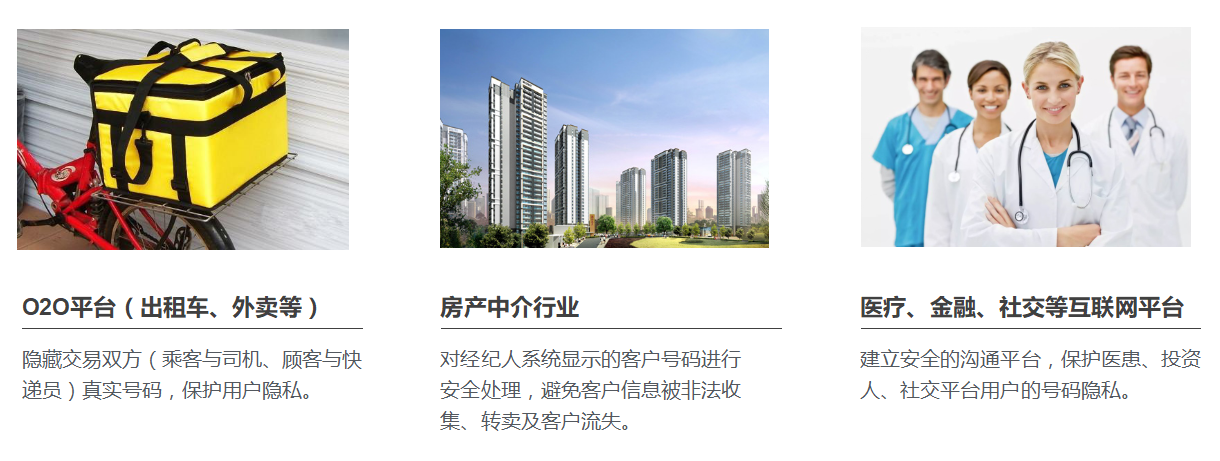 O2O平台（出租车、外卖等）
隐藏交易双方（乘客与司机、顾客与快
递员）真实号码，保护用户隐私。
房产中介行业
对经纪人系统显示的客户号码进行
安全处理，避免客户信息被非法收
集、转卖及客户流失。
医疗、金融、社交等互联网平台
建立安全的沟通平台，保护医患、投资
人、社交平台用户的号码隐私。